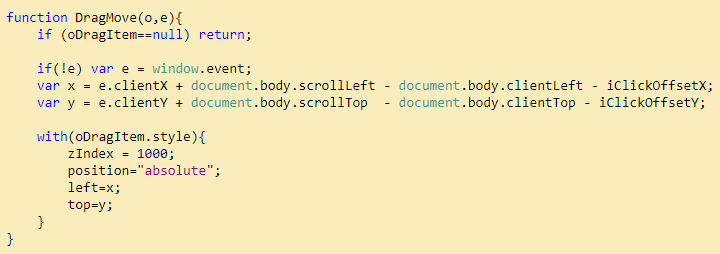 function DragMove(o,e){
    if (oDragItem==null) return;

    if(!e) var e = window.event;
    var x = e.clientX + document.body.scrollLeft - document.body.clientLeft - iClickOffsetX;
    var y = e.clientY + document.body.scrollTop  - document.body.clientTop - iClickOffsetY;

    with(oDragItem.style){
        zIndex = 1000;
        position="absolute";
        left=x;
        top=y;
    }
}